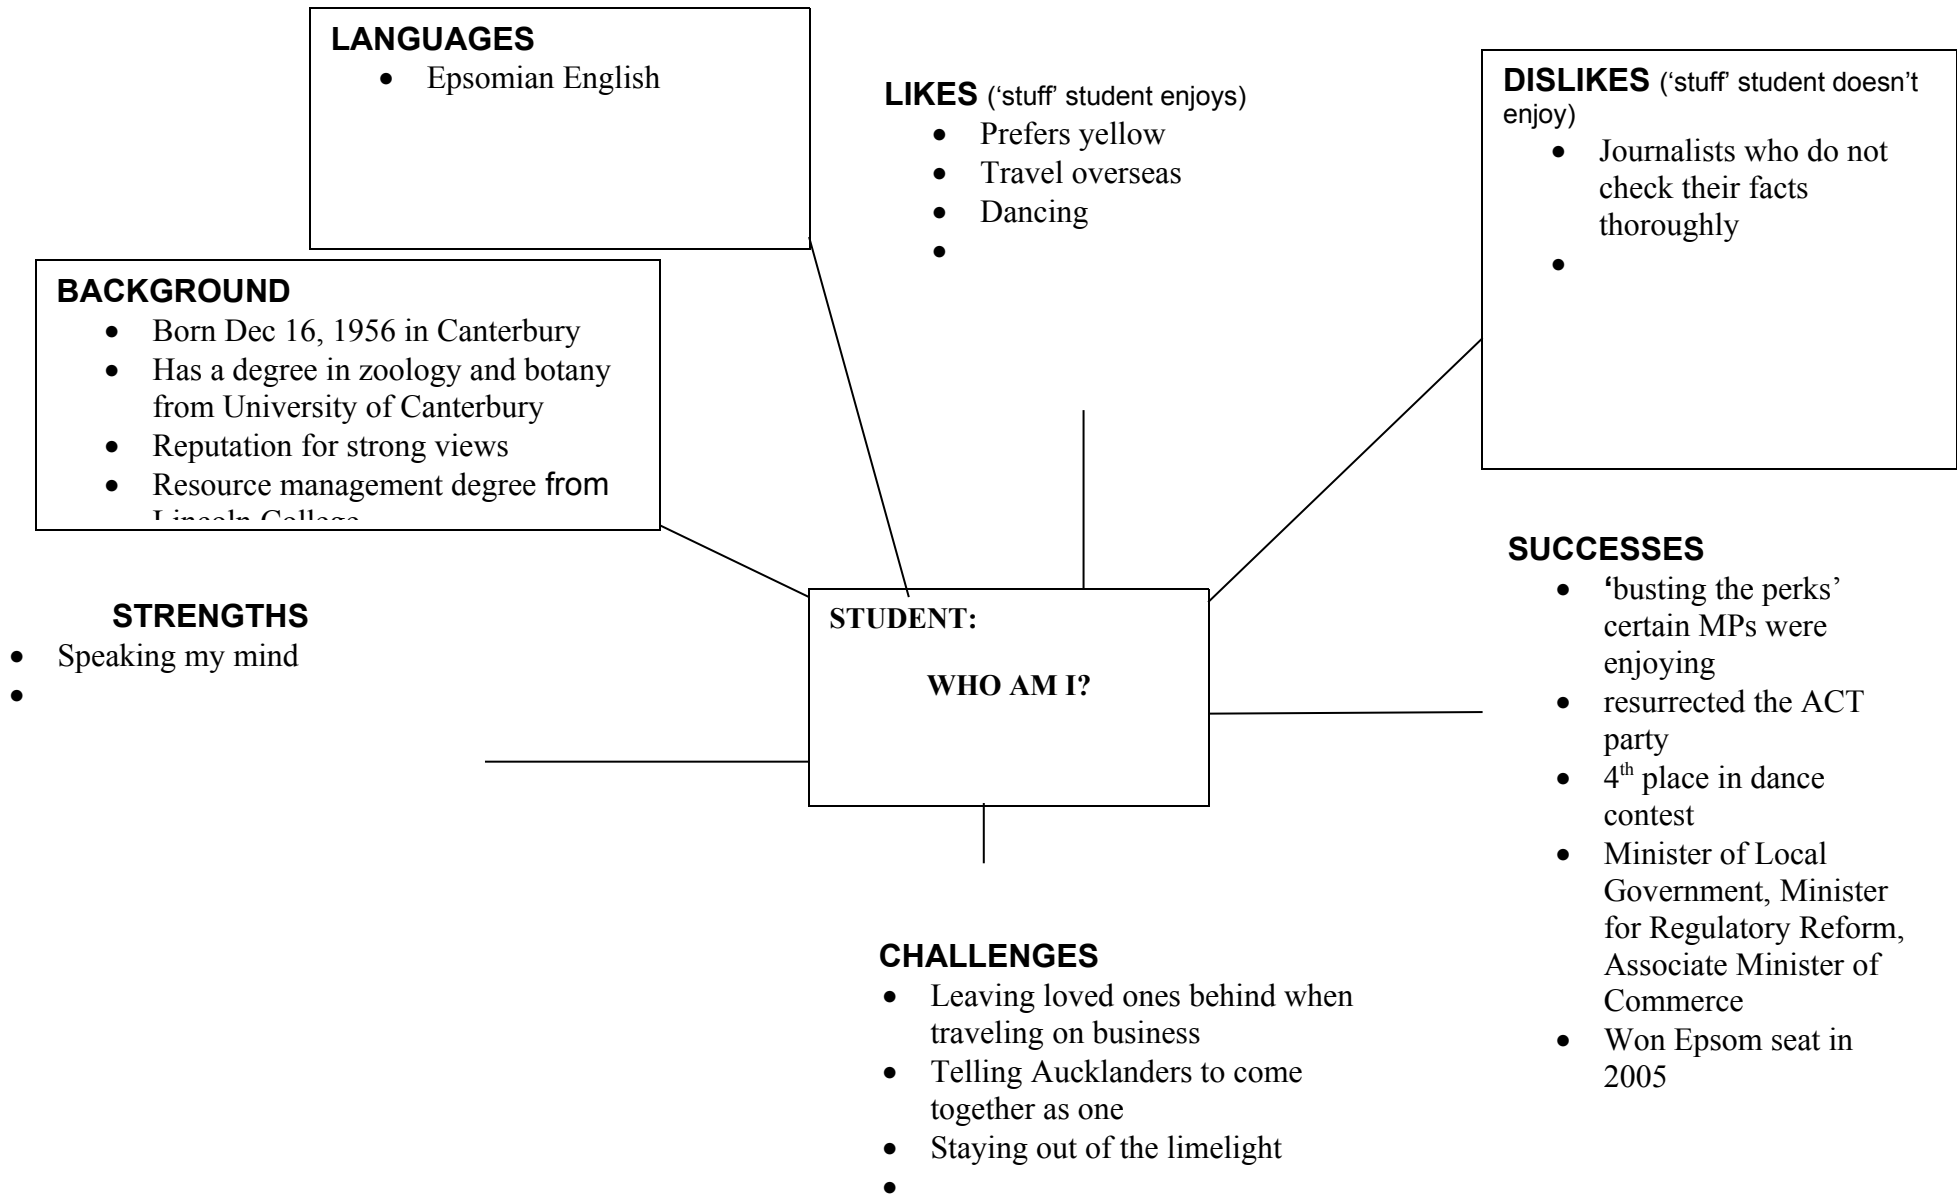 LANGUAGES
• Epsomian English
LIKES (‘stuff’ student enjoys)
• Prefers yellow
• Travel overseas
• Dancing
•
DISLIKES (‘stuff’ student doesn’t
enjoy)
• Journalists who do not
check their facts
thoroughly
•
BACKGROUND
• Born Dec 16, 1956 in Canterbury
• Has a degree in zoology and botany
from University of Canterbury
• Reputation for strong views
• Resource management degree from
Lincoln College
STRENGTHS
• Speaking my mind
•
STUDENT:
WHO AM I?
SUCCESSES
• ‘busting the perks’
certain MPs were
enjoying
• resurrected the ACT
party
• 4th place in dance
contest
• Minister of Local
Government, Minister
for Regulatory Reform,
Associate Minister of
Commerce
• Won Epsom seat in
2005
CHALLENGES
• Leaving loved ones behind when
traveling on business
• Telling Aucklanders to come
together as one
• Staying out of the limelight
•